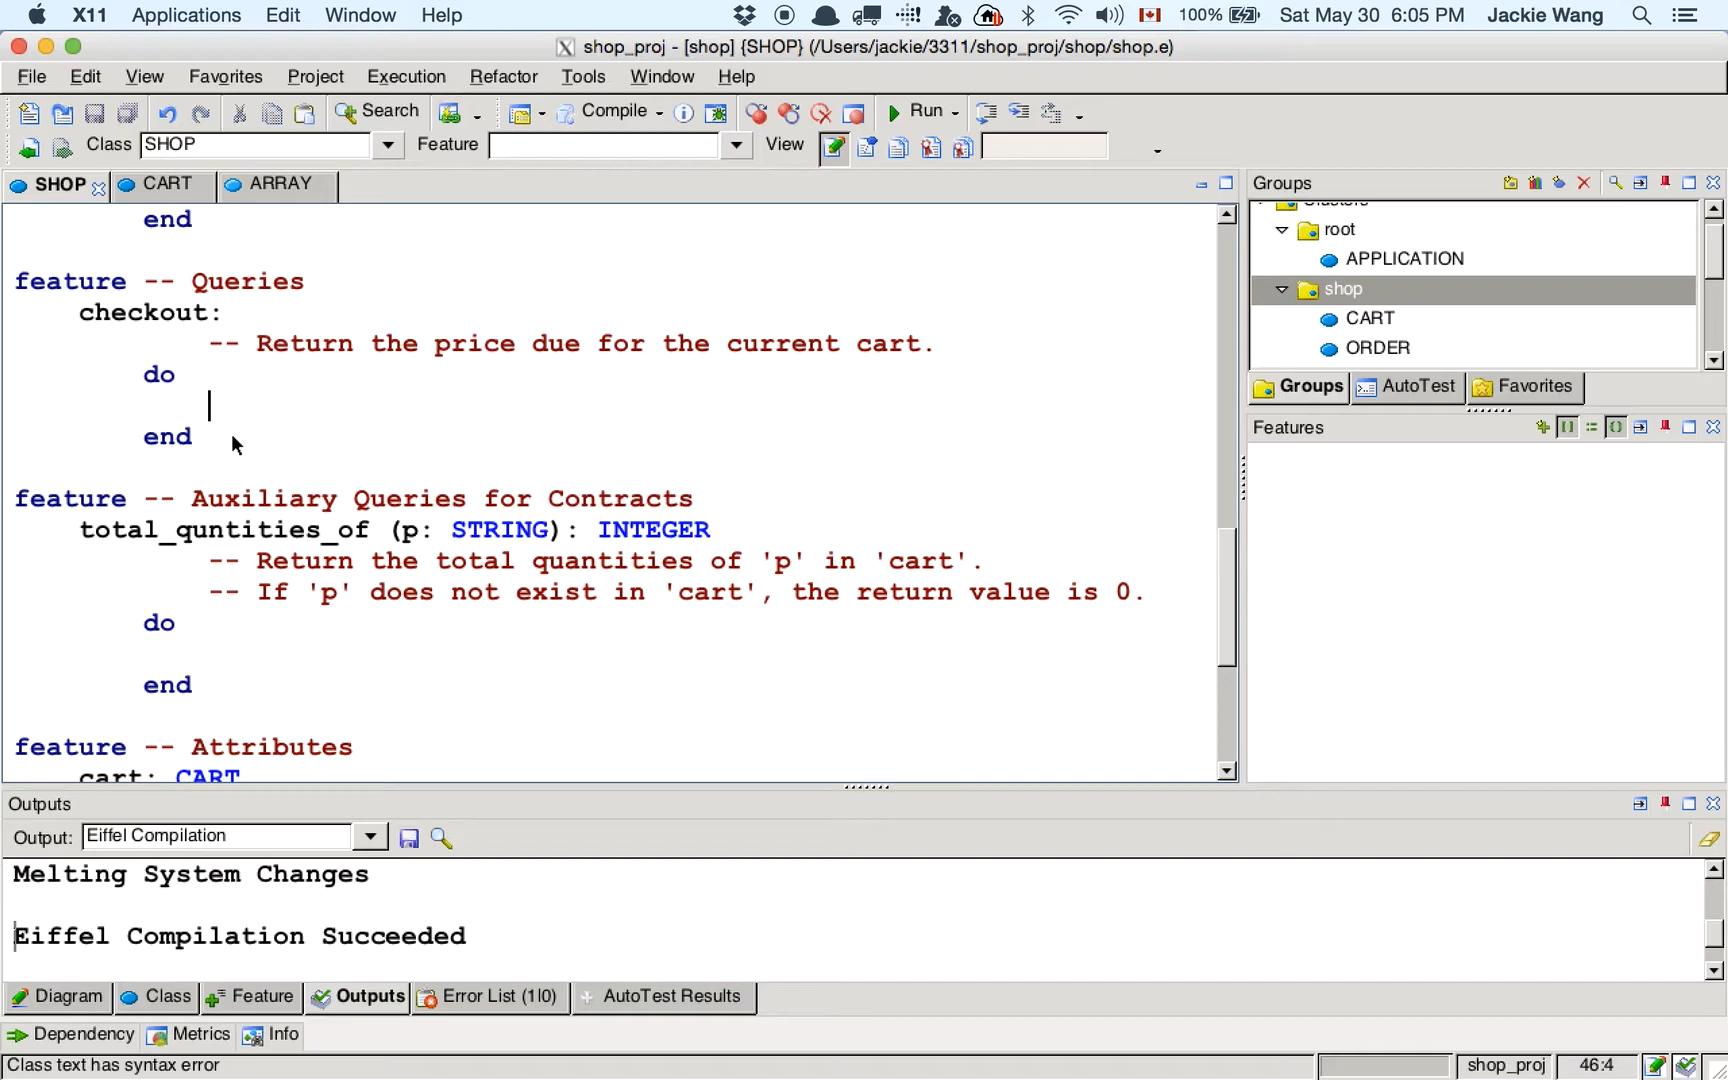 X11 Applications Edit Window Help 100% Sat May 30 6:05 PM Jackie Wang
shop_proj - [shop] {SHOP} (/Users/jackie/3311/shop_proj/shop/shop.e)
File Edit View Favorites Project Execution Refactor Tools Window Help
Search Compile Run
Class SHOP Feature View
SHOP CART ARRAY
end
feature -- Queries
checkout:
-- Return the price due for the current cart.
do
end
feature -- Auxiliary Queries for Contracts
total_quntities_of (p: STRING): INTEGER
-- Return the total quantities of 'p' in 'cart'.
-- If 'p' does not exist in 'cart', the return value is 0.
do
end
feature -- Attributes
cart: CART
Groups
Clusters
root
APPLICATION
shop
CART
ORDER
Groups AutoTest Favorites
Features
Outputs
Output: Eiffel Compilation
Melting System Changes
Eiffel Compilation Succeeded
Diagram Class Feature Outputs Error List (1|0) AutoTest Results
Dependency Metrics Info
Class text has syntax error shop_proj 46:4